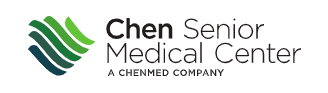 Chen Senior
Medical Center
A CHENMED COMPANY